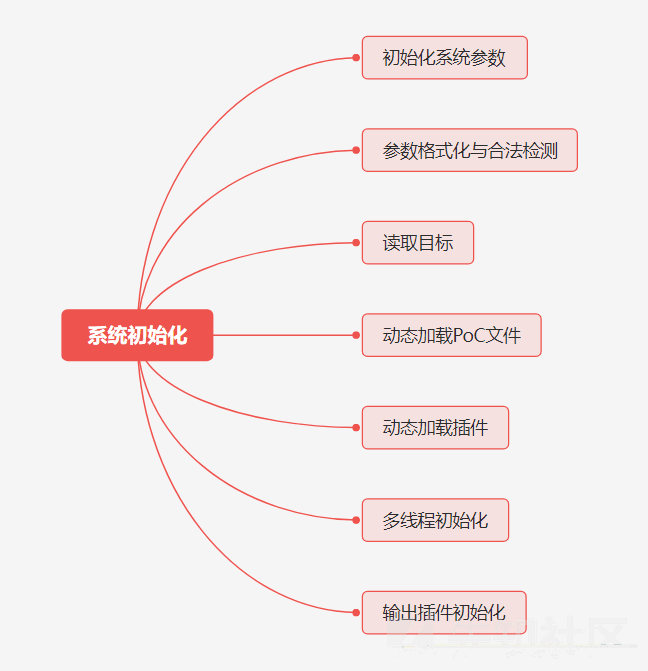 初始化系统参数
参数格式化与合法检测
读取目标
系统初始化
动态加载PoC文件
动态加载插件
多线程初始化
输出插件初始化